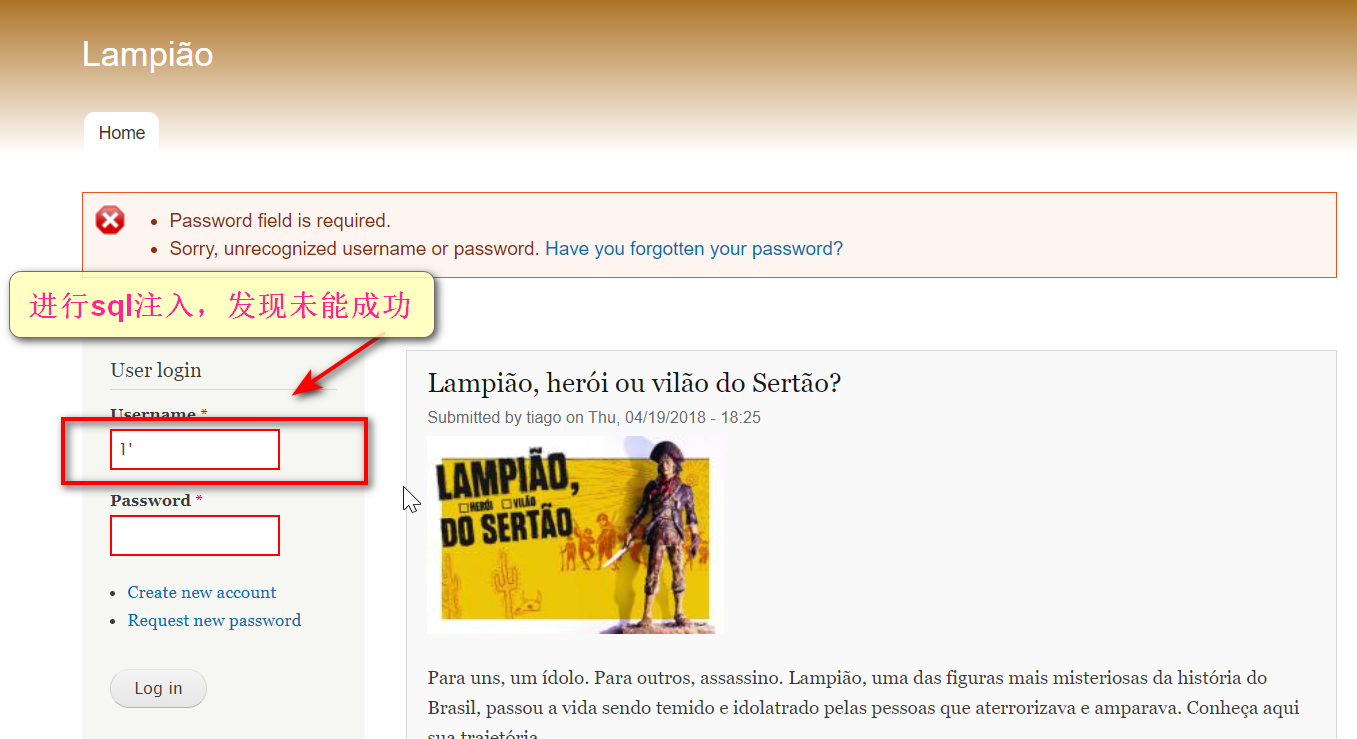 Lampião
Home
Password field is required.
Sorry, unrecognized username or password. Have you forgotten your password?
进行sql注入，发现未能成功
User login
Username *
1'
Password *
Create new account
Request new password
Log in
Lampião, herói ou vilão do Sertão?
Submitted by tiago on Thu, 04/19/2018 - 18:25
LAMPIÃO,
HERÓI VILÃO
DO SERTÃO
Para uns, um ídolo. Para outros, assassino. Lampião, uma das figuras mais misteriosas da história do
Brasil, passou a vida sendo temido e idolatrado pelas pessoas que aterrorizava e amparava. Conheça aqui
sua trajetória